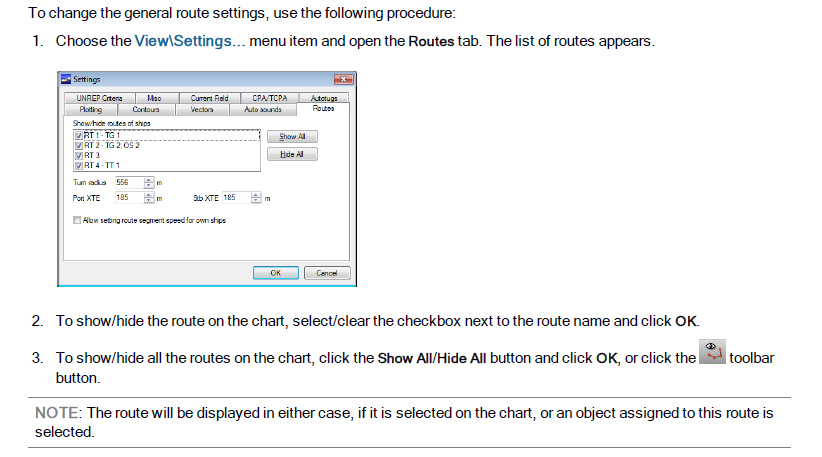 To change the general route settings, use the following procedure:
1. Choose the View\Settings... menu item and open the Routes tab. The list of routes appears.
Settings
UNREP Criteria Misc Current Field CPA/TCPA Autotugs
Plotting Contours Vectors Auto sounds Routes
Show/hide routes of ships
RT 1 - TG 1
Show All
RT 2 - TG 2, OS 2
RT 3
Hide All
RT 4 - TT 1
Turn radius 556 m
Port XTE 185 m Stb XTE 185 m
Allow setting route segment speed for own ships
OK Cancel
2. To show/hide the route on the chart, select/clear the checkbox next to the route name and click OK.
3. To show/hide all the routes on the chart, click the Show All/Hide All button and click OK, or click the toolbar
button.
NOTE: The route will be displayed in either case, if it is selected on the chart, or an object assigned to this route is
selected.